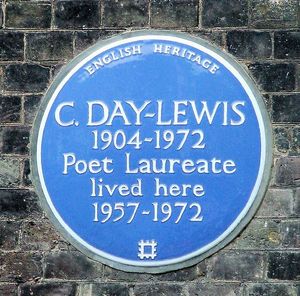 ENGLISH HERITAGE
C. DAY-LEWIS
1904-1972
Poet Laureate
lived here
1957-1972